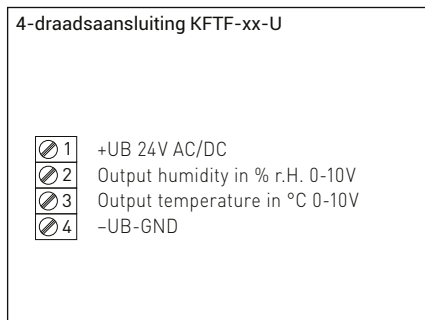 4-draadsaansluiting KFTF-xx-U
1 +UB 24V AC/DC
2 Output humidity in % r.H. 0-10V
3 Output temperature in °C 0-10V
4 –UB-GND